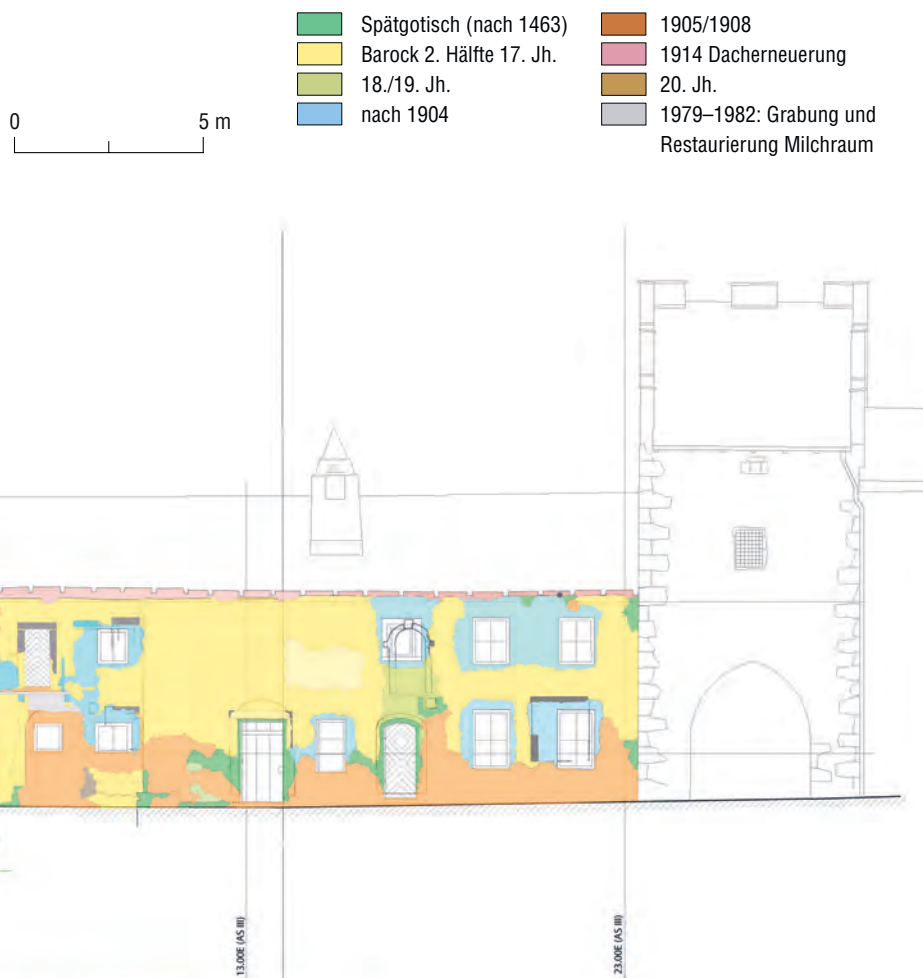 Spätgotisch (nach 1463)
Barock 2. Hälfte 17. Jh.
18./19. Jh.
nach 1904
1905/1908
1914 Dacherneuerung
20. Jh.
1979–1982: Grabung und
Restaurierung Milchraum
0 5 m
13.00E (AS III)
23.00E (AS III)